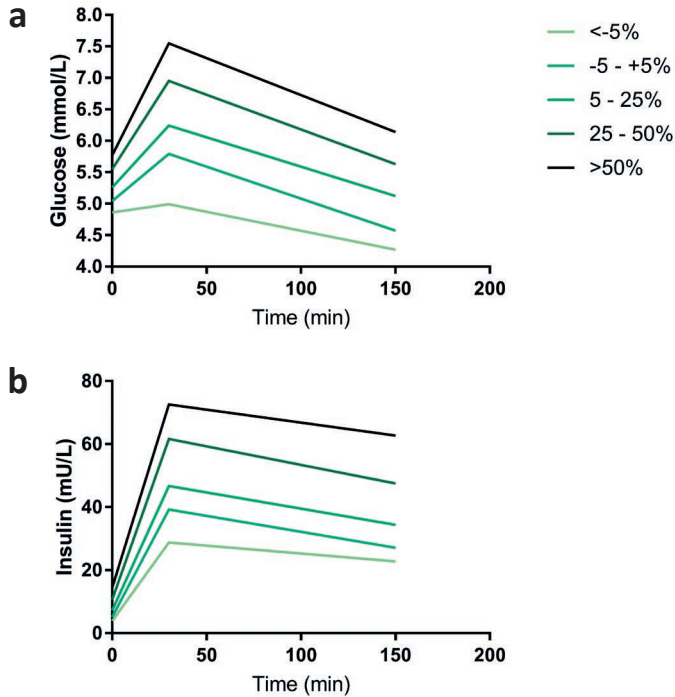 a
Glucose (mmol/L)
8.0
7.5
7.0
6.5
6.0
5.5
5.0
4.5
4.0
0 50 100 150 200
Time (min)
<-5%
-5 - +5%
5 - 25%
25 - 50%
>50%
b
Insulin (mU/L)
80
60
40
20
0
0 50 100 150 200
Time (min)